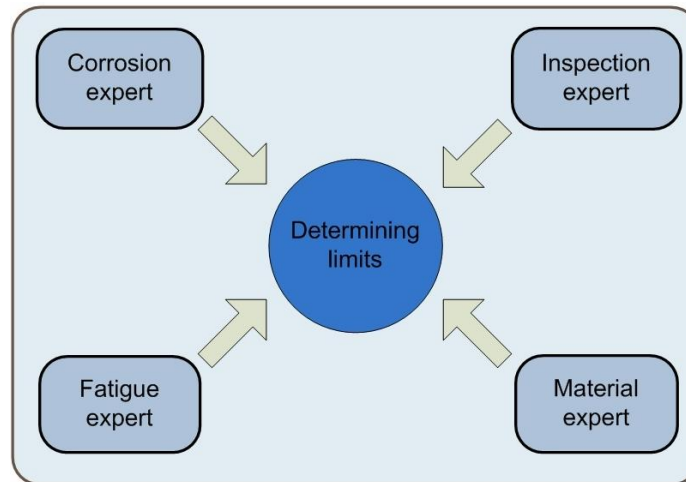 Corrosion
expert
Inspection
expert
Determining
limits
Fatigue
expert
Material
expert